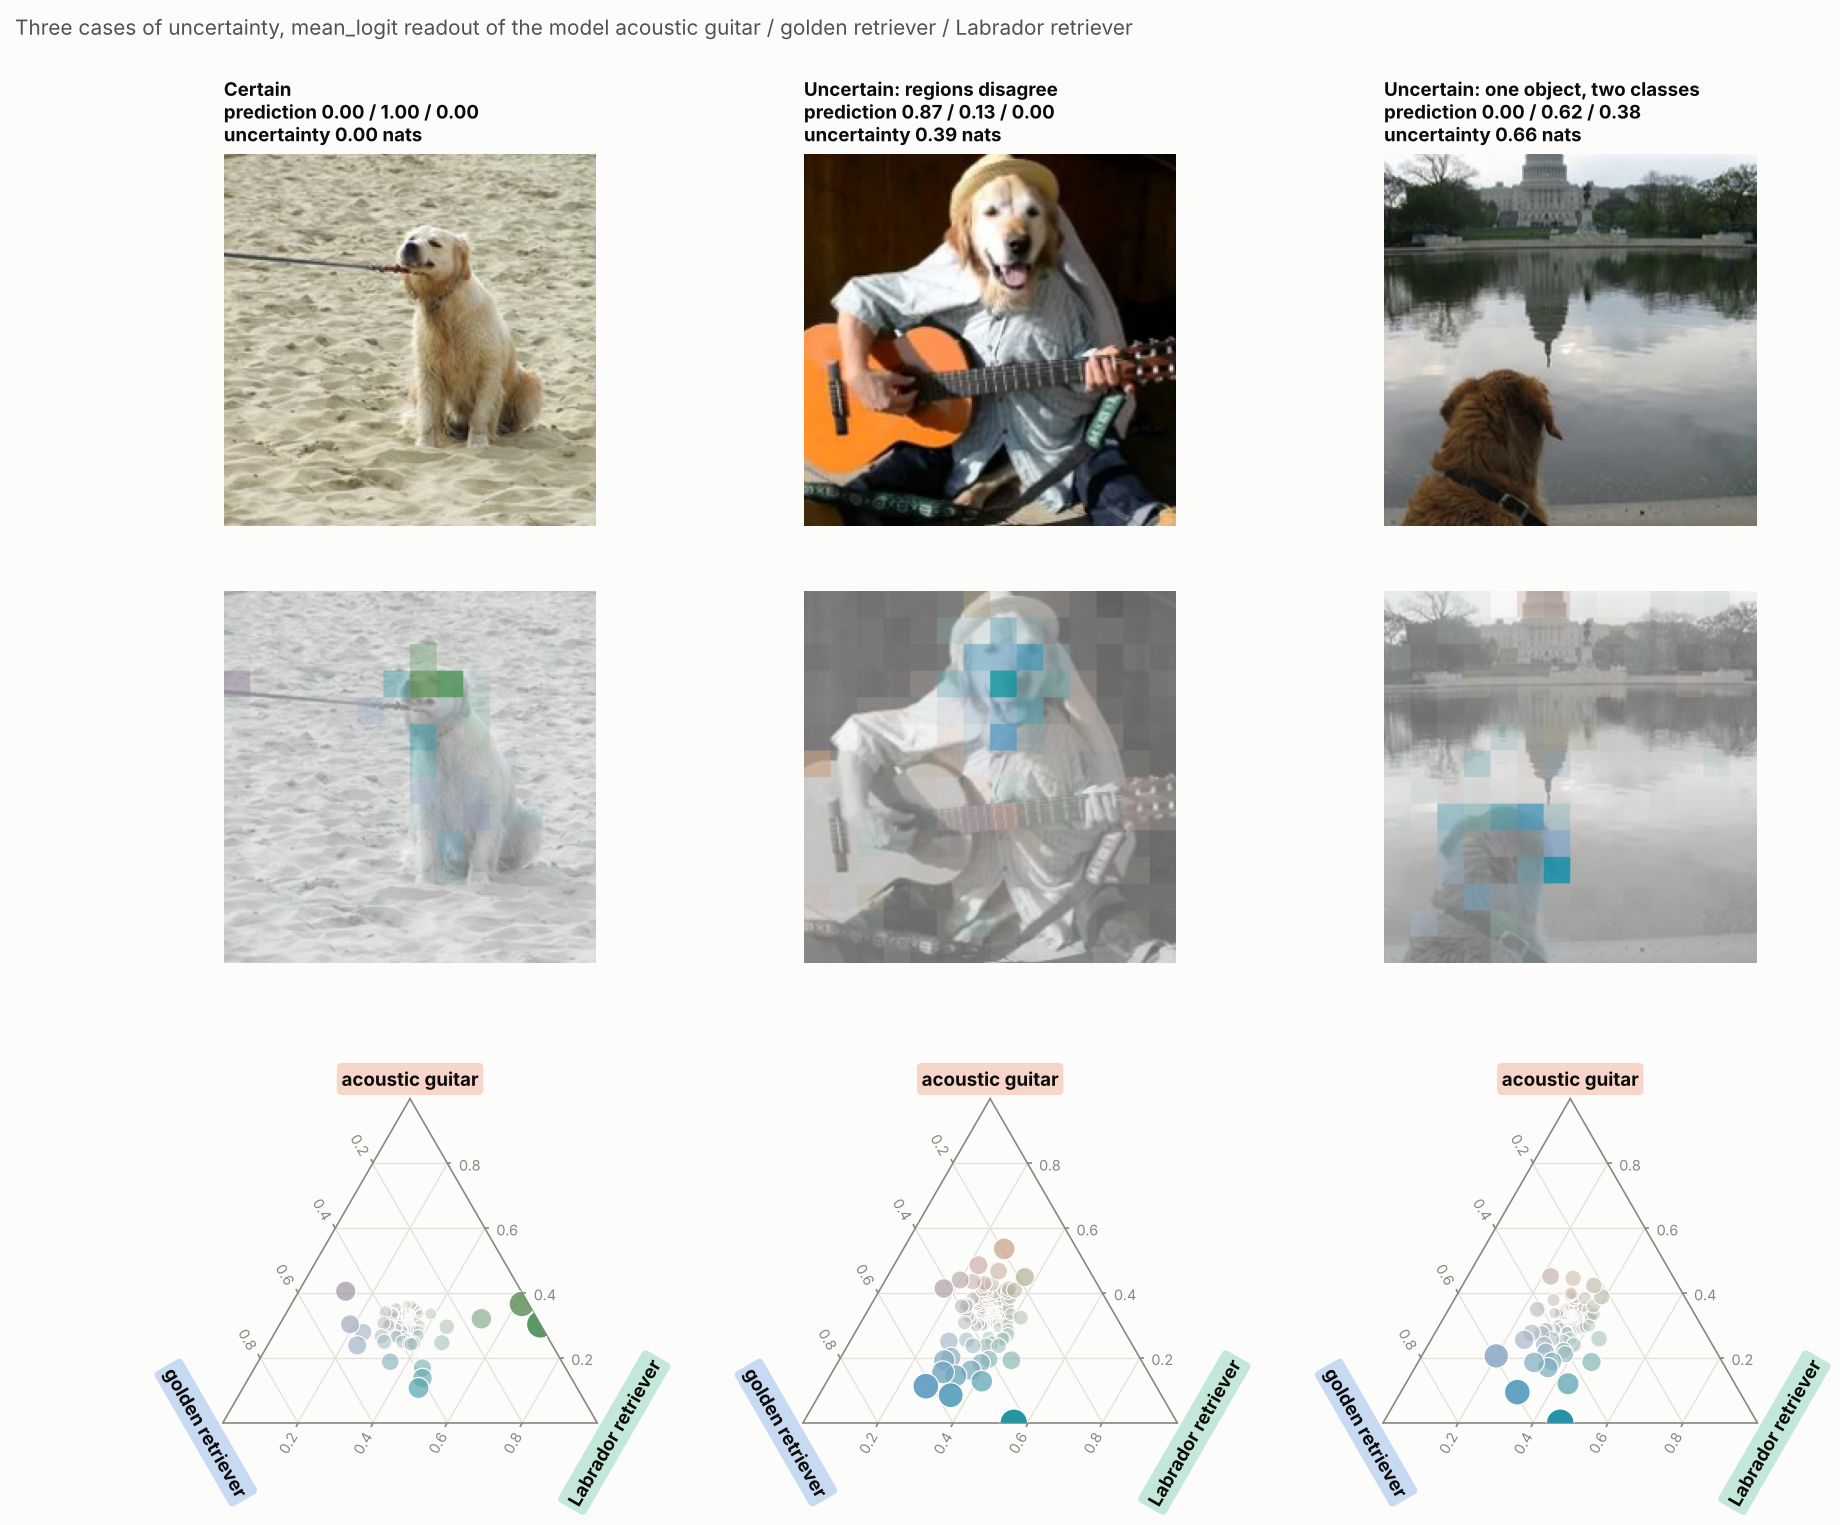 Three cases of uncertainty, mean_logit readout of the model acoustic guitar / golden retriever / Labrador retriever
Certain
prediction 0.00 / 1.00 / 0.00
uncertainty 0.00 nats
Uncertain: regions disagree
prediction 0.87 / 0.13 / 0.00
uncertainty 0.39 nats
Uncertain: one object, two classes
prediction 0.00 / 0.62 / 0.38
uncertainty 0.66 nats
acoustic guitar
0.2
0.8
0.4
0.6
0.6
0.4
0.8
0.2
golden retriever
0.2
0.4
0.6
0.8
Labrador retriever
acoustic guitar
0.2
0.8
0.4
0.6
0.6
0.4
0.8
0.2
golden retriever
0.2
0.4
0.6
0.8
Labrador retriever
acoustic guitar
0.2
0.8
0.4
0.6
0.6
0.4
0.8
0.2
golden retriever
0.2
0.4
0.6
0.8
Labrador retriever